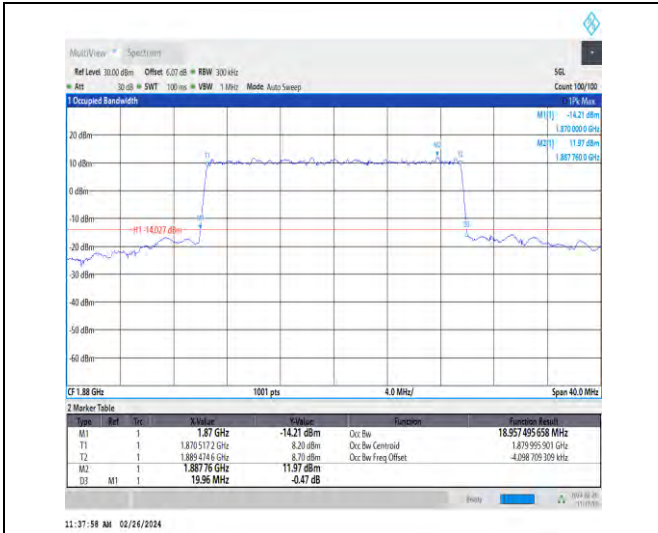 MultiView Spectrum
Ref Level 30.00 dBm Offset 6.07 dB RBW 300 kHz SGL
Att 30 dB SWT 100 ms VBW 1 MHz Mode Auto Sweep Count 100/100
1 Occupied Bandwidth 1Pk Max
M1[1] -14.21 dBm
1.870 000 0 GHz
M2[1] 11.97 dBm
1.887 760 0 GHz
20 dBm
10 dBm
0 dBm
-10 dBm
H1 -14.027 dBm
-20 dBm
-30 dBm
-40 dBm
-50 dBm
-60 dBm
T1
M2
T2
M1
D3
CF 1.88 GHz 1001 pts 4.0 MHz/ Span 40.0 MHz
2 Marker Table
Type Ref Trc X-Value Y-Value Function Function Result
M1 1 1.87 GHz -14.21 dBm Occ Bw 18.957 495 658 MHz
T1 1 1.870 517 2 GHz 8.20 dBm Occ Bw Centroid 1.879 995 901 GHz
T2 1 1.889 474 6 GHz 8.70 dBm Occ Bw Freq Offset -4.098 709 309 kHz
M2 1 1.887 76 GHz 11.97 dBm
D3 M1 1 19.96 MHz -0.47 dB
11:37:58 AM 02/26/2024